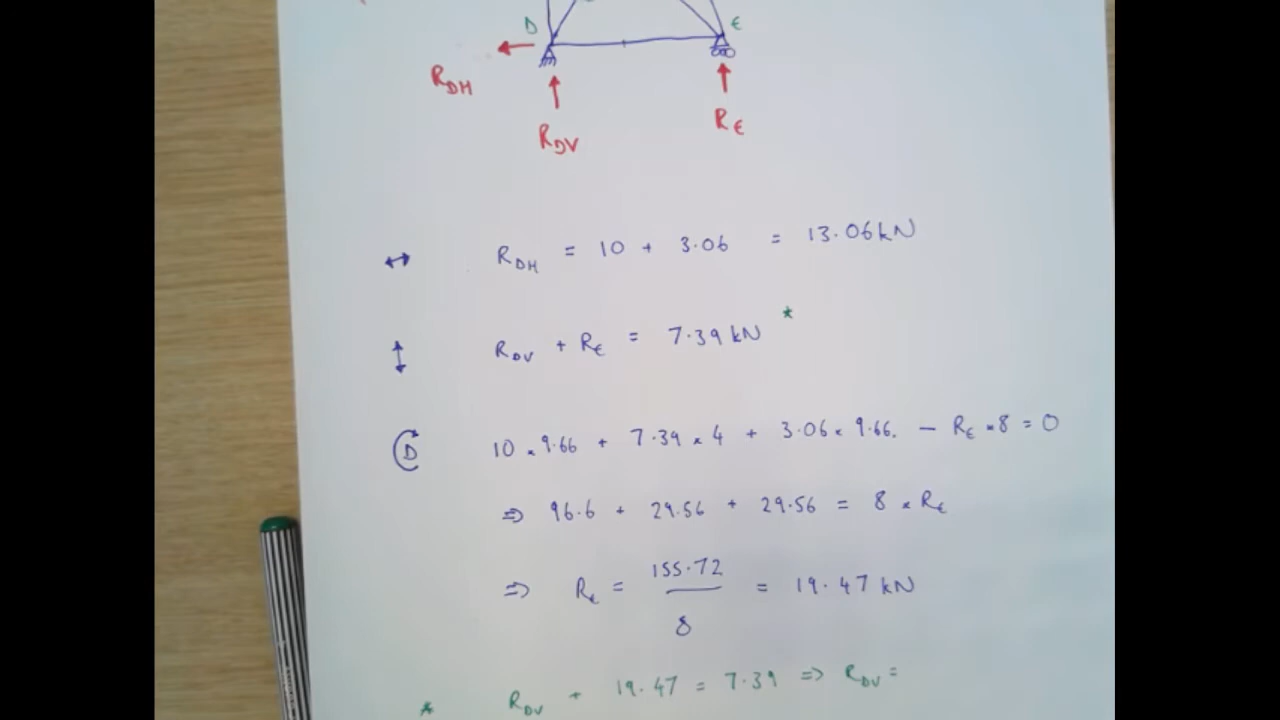 D E
R_DH
R_DV R_E
↔ R_DH = 10 + 3.06 = 13.06 kN
↕ R_DV + R_E = 7.39 kN *
D 10 × 9.66 + 7.39 × 4 + 3.06 × 9.66. − R_E × 8 = 0
⇒ 96.6 + 29.56 + 29.56 = 8 × R_E
⇒ R_E = 155.72 / 8 = 19.47 kN
* R_DV + 19.47 = 7.39 ⇒ R_DV =